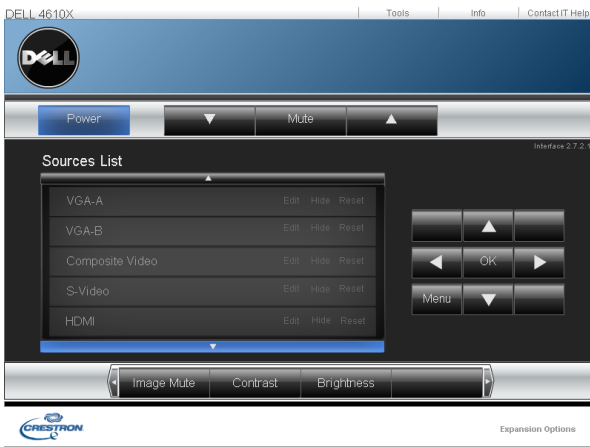 DELL 4610X
Tools Info Contact IT Help
DELL
Power Mute
Interface 2.7.2.1
Sources List
VGA-A Edit Hide Reset
VGA-B Edit Hide Reset
Composite Video Edit Hide Reset
S-Video Edit Hide Reset
HDMI Edit Hide Reset
OK
Menu
Image Mute Contrast Brightness
CRESTRON
Expansion Options